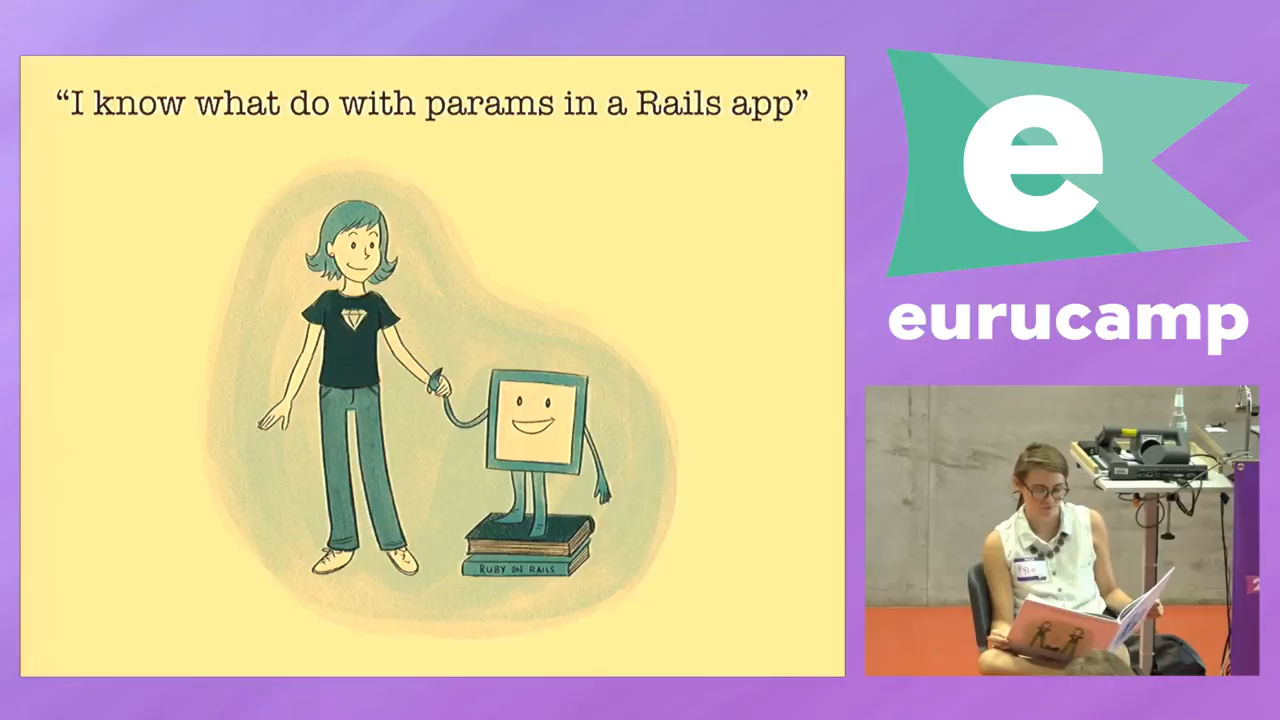 “I know what do with params in a Rails app”
RUBY ON RAILS
e
eurucamp